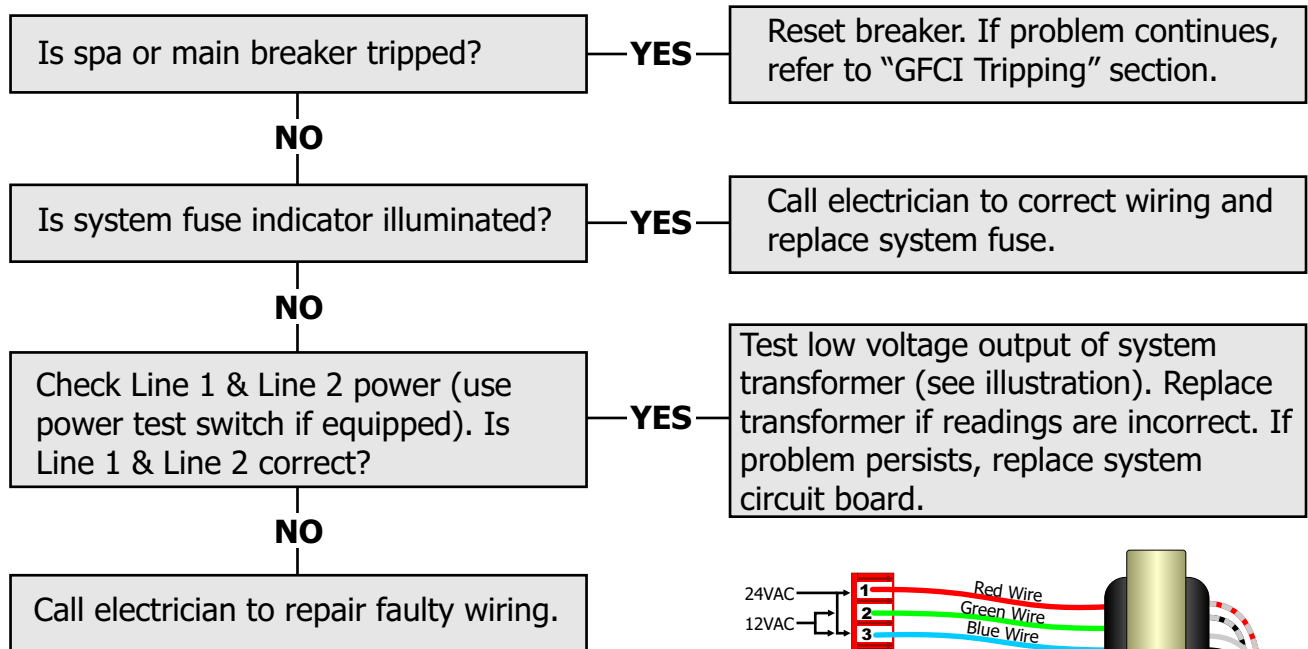 Is spa or main breaker tripped?
YES
Reset breaker. If problem continues,
refer to “GFCI Tripping” section.
NO
Is system fuse indicator illuminated?
YES
Call electrician to correct wiring and
replace system fuse.
NO
Check Line 1 & Line 2 power (use
power test switch if equipped). Is
Line 1 & Line 2 correct?
YES
Test low voltage output of system
transformer (see illustration). Replace
transformer if readings are incorrect. If
problem persists, replace system
circuit board.
NO
Call electrician to repair faulty wiring.
24VAC
12VAC
1
2
3
Red Wire
Green Wire
Blue Wire